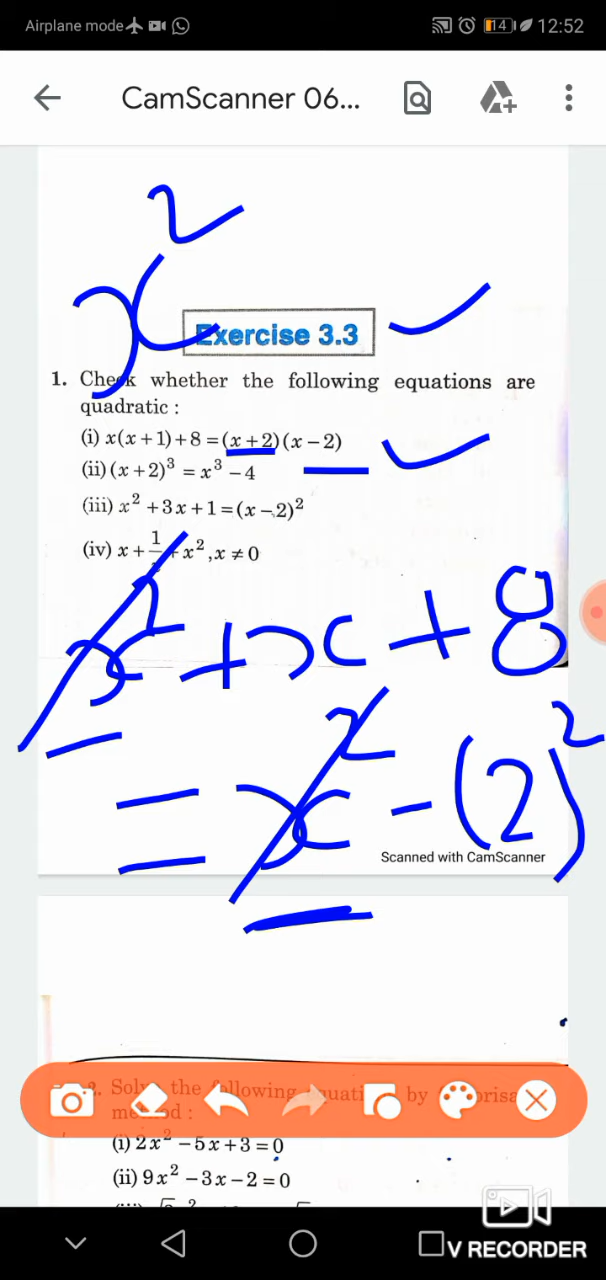 Airplane mode 14 12:52
CamScanner 06...
x²
Exercise 3.3
1. Check whether the following equations are
quadratic :
(i) x(x+1)+8=(x+2)(x-2)
(ii) (x+2)³ = x³ -4
(iii) x² +3x+1=(x-2)²
(iv) x+ x²,x≠0
x²+x+8
= x²-(2)²
Scanned with CamScanner
2. Solve the following by
method :
(i) 2x² -5x+3=0
(ii) 9x² -3x-2=0
V RECORDER